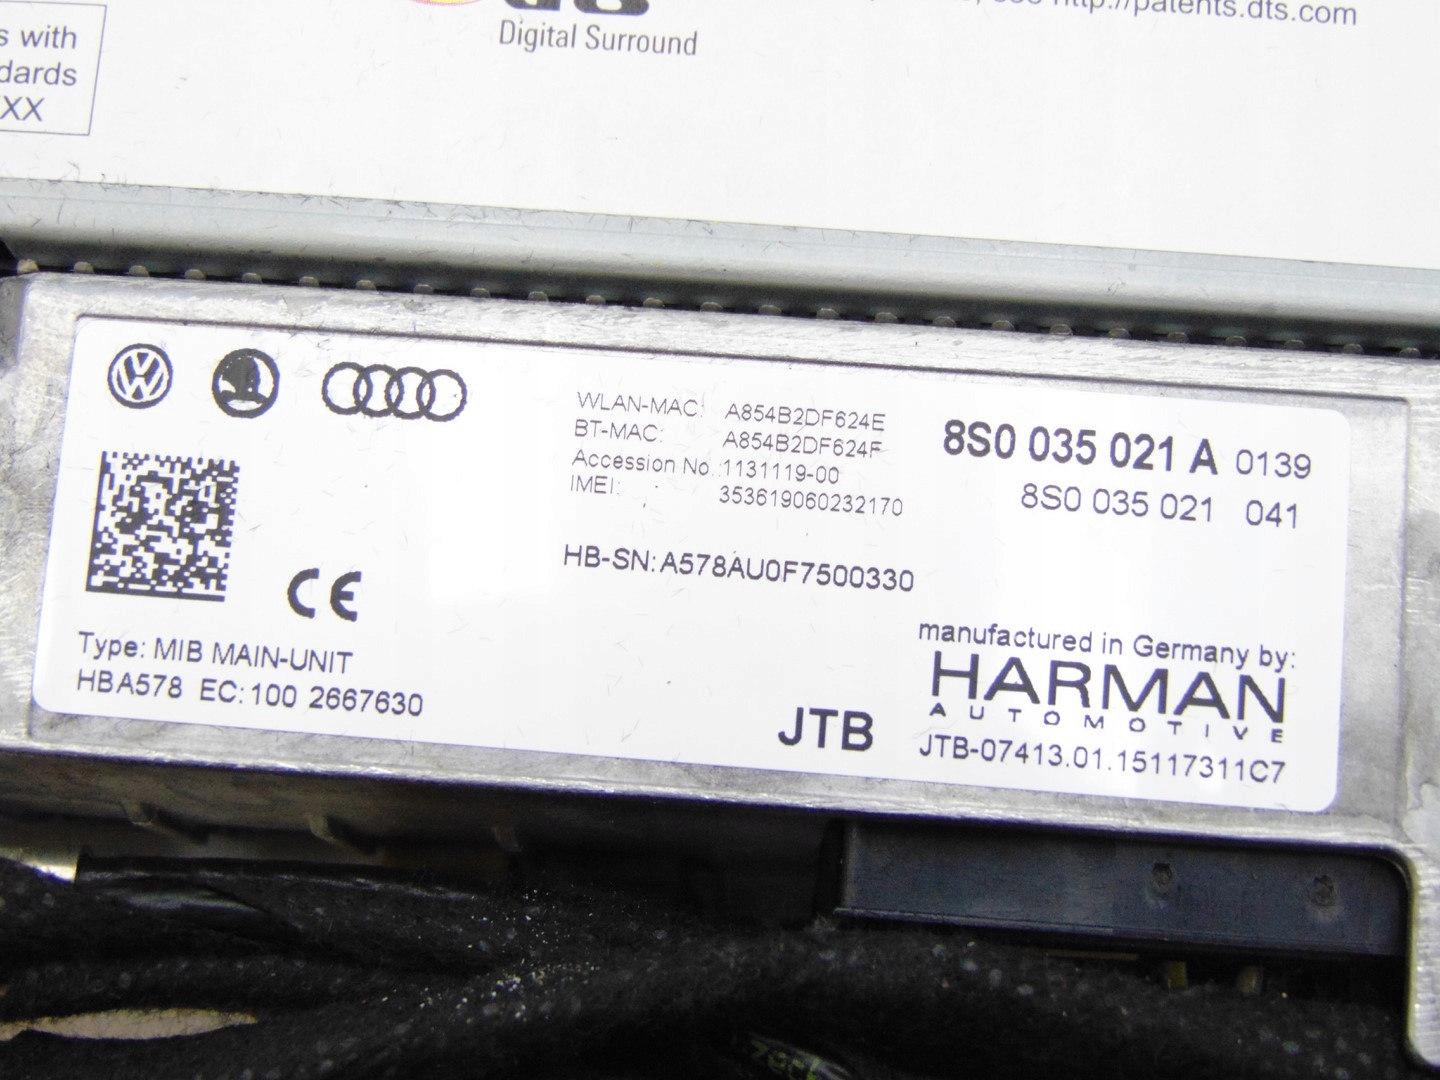 Digital Surround
http://patents.dts.com
s with
dards
XX
WLAN-MAC: A854B2DF624E
BT-MAC: A854B2DF624F
Accession No.: 1131119-00
IMEI: 353619060232170
8S0 035 021 A 0139
8S0 035 021 041
HB-SN: A578AU0F7500330
CE
Type: MIB MAIN-UNIT
HBA578 EC: 100 2667630
manufactured in Germany by:
HARMAN
AUTOMOTIVE
JTB
JTB-07413.01.15117311C7